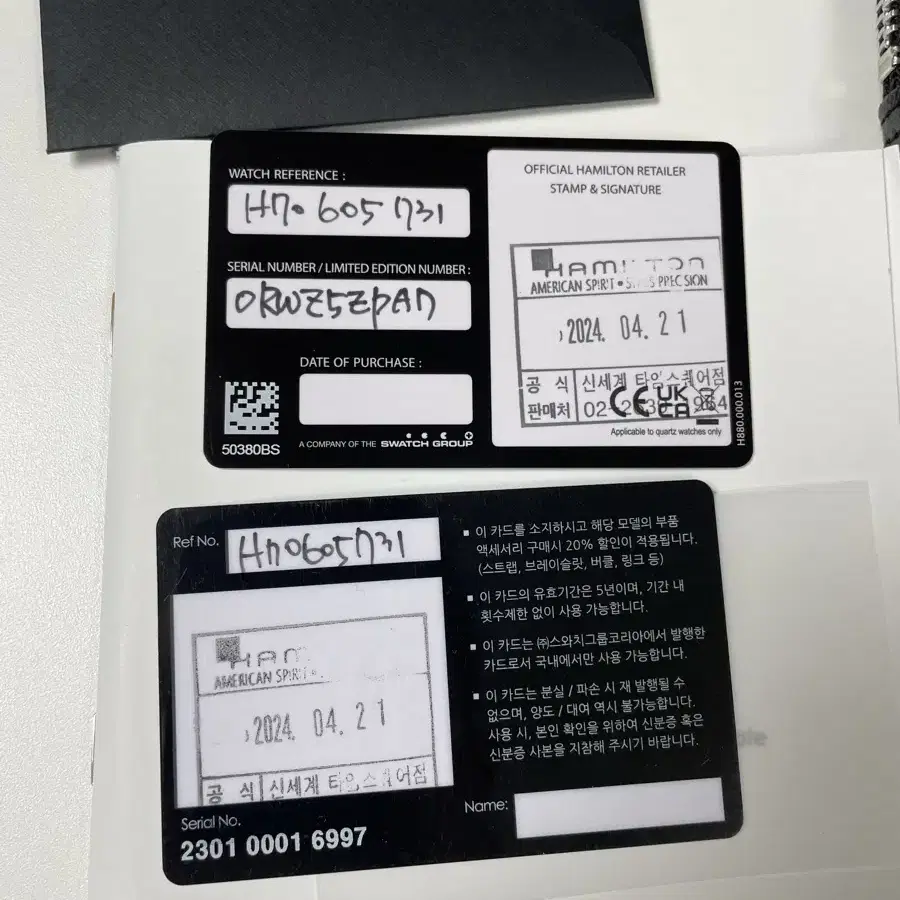 WATCH REFERENCE :
H70605731
SERIAL NUMBER / LIMITED EDITION NUMBER :
DATE OF PURCHASE :
50380BS
A COMPANY OF THE SWATCH GROUP
OFFICIAL HAMILTON RETAILER
STAMP & SIGNATURE
HAMILTON
AMERICAN SPIRIT • SWISS PRECISION
2024. 04. 21
공 식 신세계 타임스퀘어점
판매처 02-
CE UK CA
Applicable to quartz watches only
H880.000.013
Ref No.
H70605731
HAM
AMERICAN SPIRIT •
2024. 04. 21
공 식 신세계 타임스퀘어점
Serial No.
2301 0001 6997
▪ 이 카드를 소지하시고 해당 모델의 부품
액세서리 구매시 20% 할인이 적용됩니다.
(스트랩, 브레이슬릿, 버클, 링크 등)
▪ 이 카드의 유효기간은 5년이며, 기간 내
횟수제한 없이 사용 가능합니다.
▪ 이 카드는 ㈜스와치그룹코리아에서 발행한
카드로서 국내에서만 사용 가능합니다.
▪ 이 카드는 분실 / 파손 시 재 발행될 수
없으며, 양도 / 대여 역시 불가능합니다.
사용 시, 본인 확인을 위하여 신분증 혹은
신분증 사본을 지참해 주시기 바랍니다.
Name: